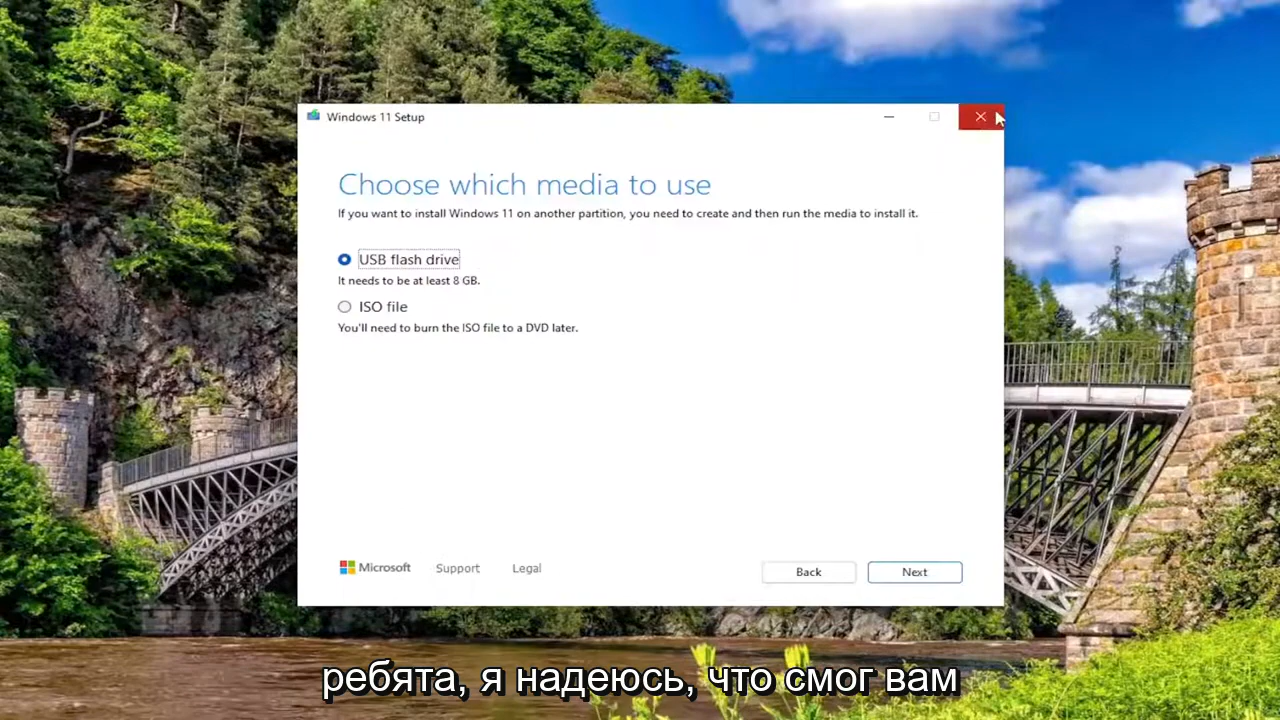 Windows 11 Setup
Choose which media to use
If you want to install Windows 11 on another partition, you need to create and then run the media to install it.
USB flash drive
It needs to be at least 8 GB.
ISO file
You'll need to burn the ISO file to a DVD later.
Microsoft Support Legal Back Next
ребята, я надеюсь, что смог вам